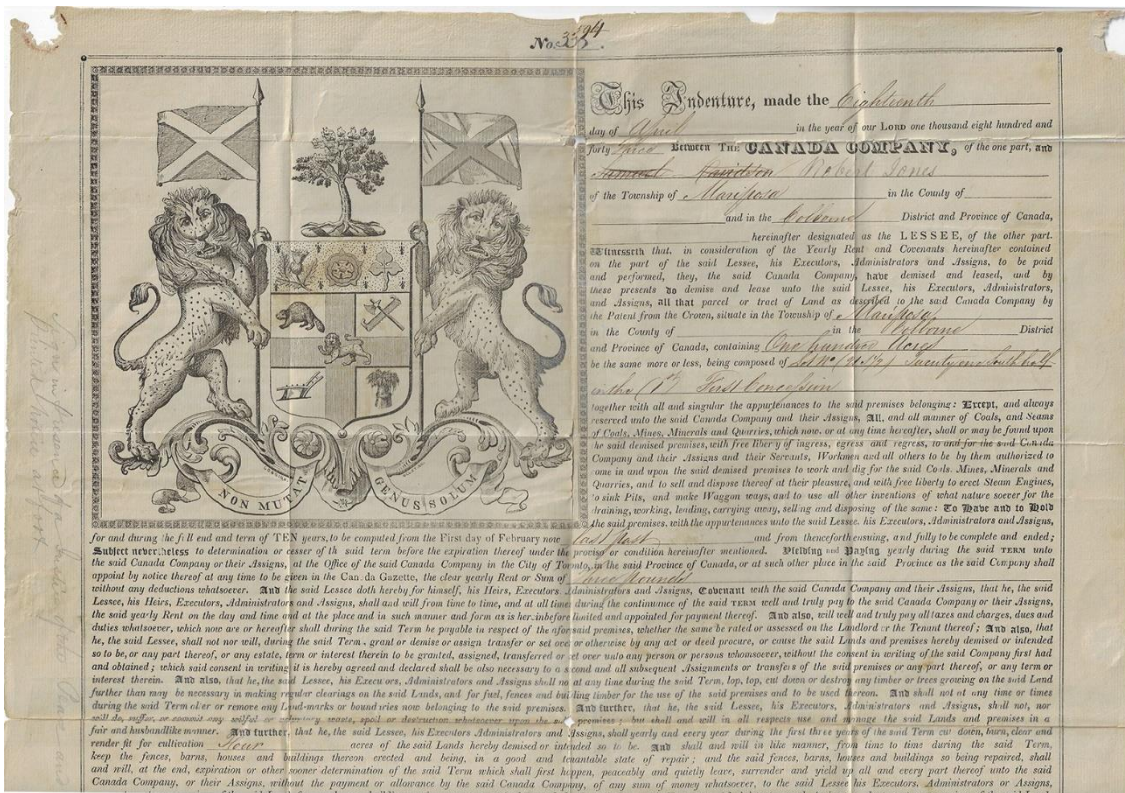 No. 3594.
NON MUTAT GENUS SOLUM
This Indenture, made the Eighteenth
day of April in the year of our LORD one thousand eight hundred and
forty three Between THE CANADA COMPANY, of the one part, and
Samuel Davidson Robert Jones
of the Township of Mariposa in the County of
and in the Colborne District and Province of Canada,
hereinafter designated as the LESSEE, of the other part.
Witnesseth that, in consideration of the Yearly Rent and Covenants hereinafter contained
on the part of the said Lessee, his Executors, Administrators and Assigns, to be paid
and performed, they, the said Canada Company, have demised and leased, and by
these presents do demise and lease unto the said Lessee, his Executors, Administrators,
and Assigns, all that parcel or tract of Land as described to the said Canada Company by
the Patent from the Crown, situate in the Township of Mariposa
in the County of in the Colborne District
and Province of Canada, containing One hundred Acres
be the same more or less, being composed of Lot No (21 S ½) Twenty one South half
in the (1st) First Concession
together with all and singular the appurtenances to the said premises belonging: Except, and always
reserved unto the said Canada Company and their Assigns, All, and all manner of Coals, and Seams
of Coals, Mines, Minerals and Quarries, which now, or at any time hereafter, shall or may be found upon
the said demised premises, with free liberty of ingress, egress and regress, to and for the said Canada
Company and their Assigns and their Servants, Workmen and all others to be by them authorized to
come in and upon the said demised premises to work and dig for the said Coals, Mines, Minerals and
Quarries, and to sell and dispose thereof at their pleasure, and with free liberty to erect Steam Engines,
to sink Pits, and make Waggon ways, and to use all other inventions of what nature soever for the
draining, working, leading, carrying away, selling and disposing of the same: To Have and to Hold
the said premises, with the appurtenances unto the said Lessee, his Executors, Administrators and Assigns,
for and during the full end and term of TEN years, to be computed from the First day of February now last past and from thenceforth ensuing, and fully to be complete and ended;
Subject nevertheless to determination or cesser of the said term before the expiration thereof under the proviso or condition hereinafter mentioned. Yielding and Paying yearly during the said TERM unto
the said Canada Company or their Assigns, at the Office of the said Canada Company in the City of Toronto, in the said Province of Canada, or at such other place in the said Province as the said Company shall
appoint by notice thereof at any time to be given in the Canada Gazette, the clear yearly Rent or Sum of Three Pounds
without any deductions whatsoever. And the said Lessee doth hereby for himself, his Heirs, Executors Administrators and Assigns, Covenant with the said Canada Company and their Assigns, that he, the said
Lessee, his Heirs, Executors, Administrators and Assigns, shall and will from time to time, and at all times during the continuance of the said TERM well and truly pay to the said Canada Company or their Assigns,
the said yearly Rent on the day and time and at the place and in such manner and form as is hereinbefore limited and appointed for payment thereof. And also, will well and truly pay all taxes and charges, dues and
duties whatsoever, which now are or hereafter shall during the said Term be payable in respect of the aforesaid premises, whether the same be rated or assessed on the Landlord or the Tenant thereof; And also, that
he, the said Lessee, shall not nor will, during the said Term, grant or demise or assign transfer or set over or otherwise by any act or deed procure, or cause the said Lands and premises hereby demised or intended
so to be, or any part thereof, or any estate, term or interest therein to be granted, assigned, transferred or set over unto any person or persons whomsoever, without the consent in writing of the said Company first had
and obtained; which said consent in writing it is hereby agreed and declared shall be also necessary to a second and all subsequent Assignments or transfers of the said premises or any part thereof, or any term or
interest therein. And also, that he, the said Lessee, his Executors, Administrators and Assigns shall not at any time during the said Term, lop, top, cut down or destroy any timber or trees growing on the said Land
further than may be necessary in making regular clearings on the said Lands, and for fuel, fences and building timber for the use of the said premises and to be used thereon. And shall not at any time or times
during the said Term alter or remove any Land-marks or boundries now belonging to the said premises. And further, that he, the said Lessee, his Executors, Administrators and Assigns, shall not, nor
will do, suffer, or commit any willful or voluntary waste, spoil or destruction whatsoever upon the said premises; but shall and will in all respects use and manage the said Lands and premises in a
fair and husbandlike manner. And further, that he, the said Lessee, his Executors Administrators and Assigns, shall yearly and every year during the first three years of the said Term cut down, burn, clear and
render fit for cultivation Four acres of the said Lands hereby demised or intended so to be. And shall and will in like manner, from time to time during the said Term,
keep the fences, barns, houses and buildings thereon erected and being, in a good and tenantable state of repair; and the said fences, barns, houses and buildings so being repaired, shall
and will, at the end, expiration or other sooner determination of the said Term which shall first happen, peaceably and quietly leave, surrender and yield up all and every part thereof unto the said
Canada Company, or their Assigns, without the payment or allowance by the said Canada Company, of any sum of money whatsoever, to the said Lessee his Executors, Administrators or Assigns,